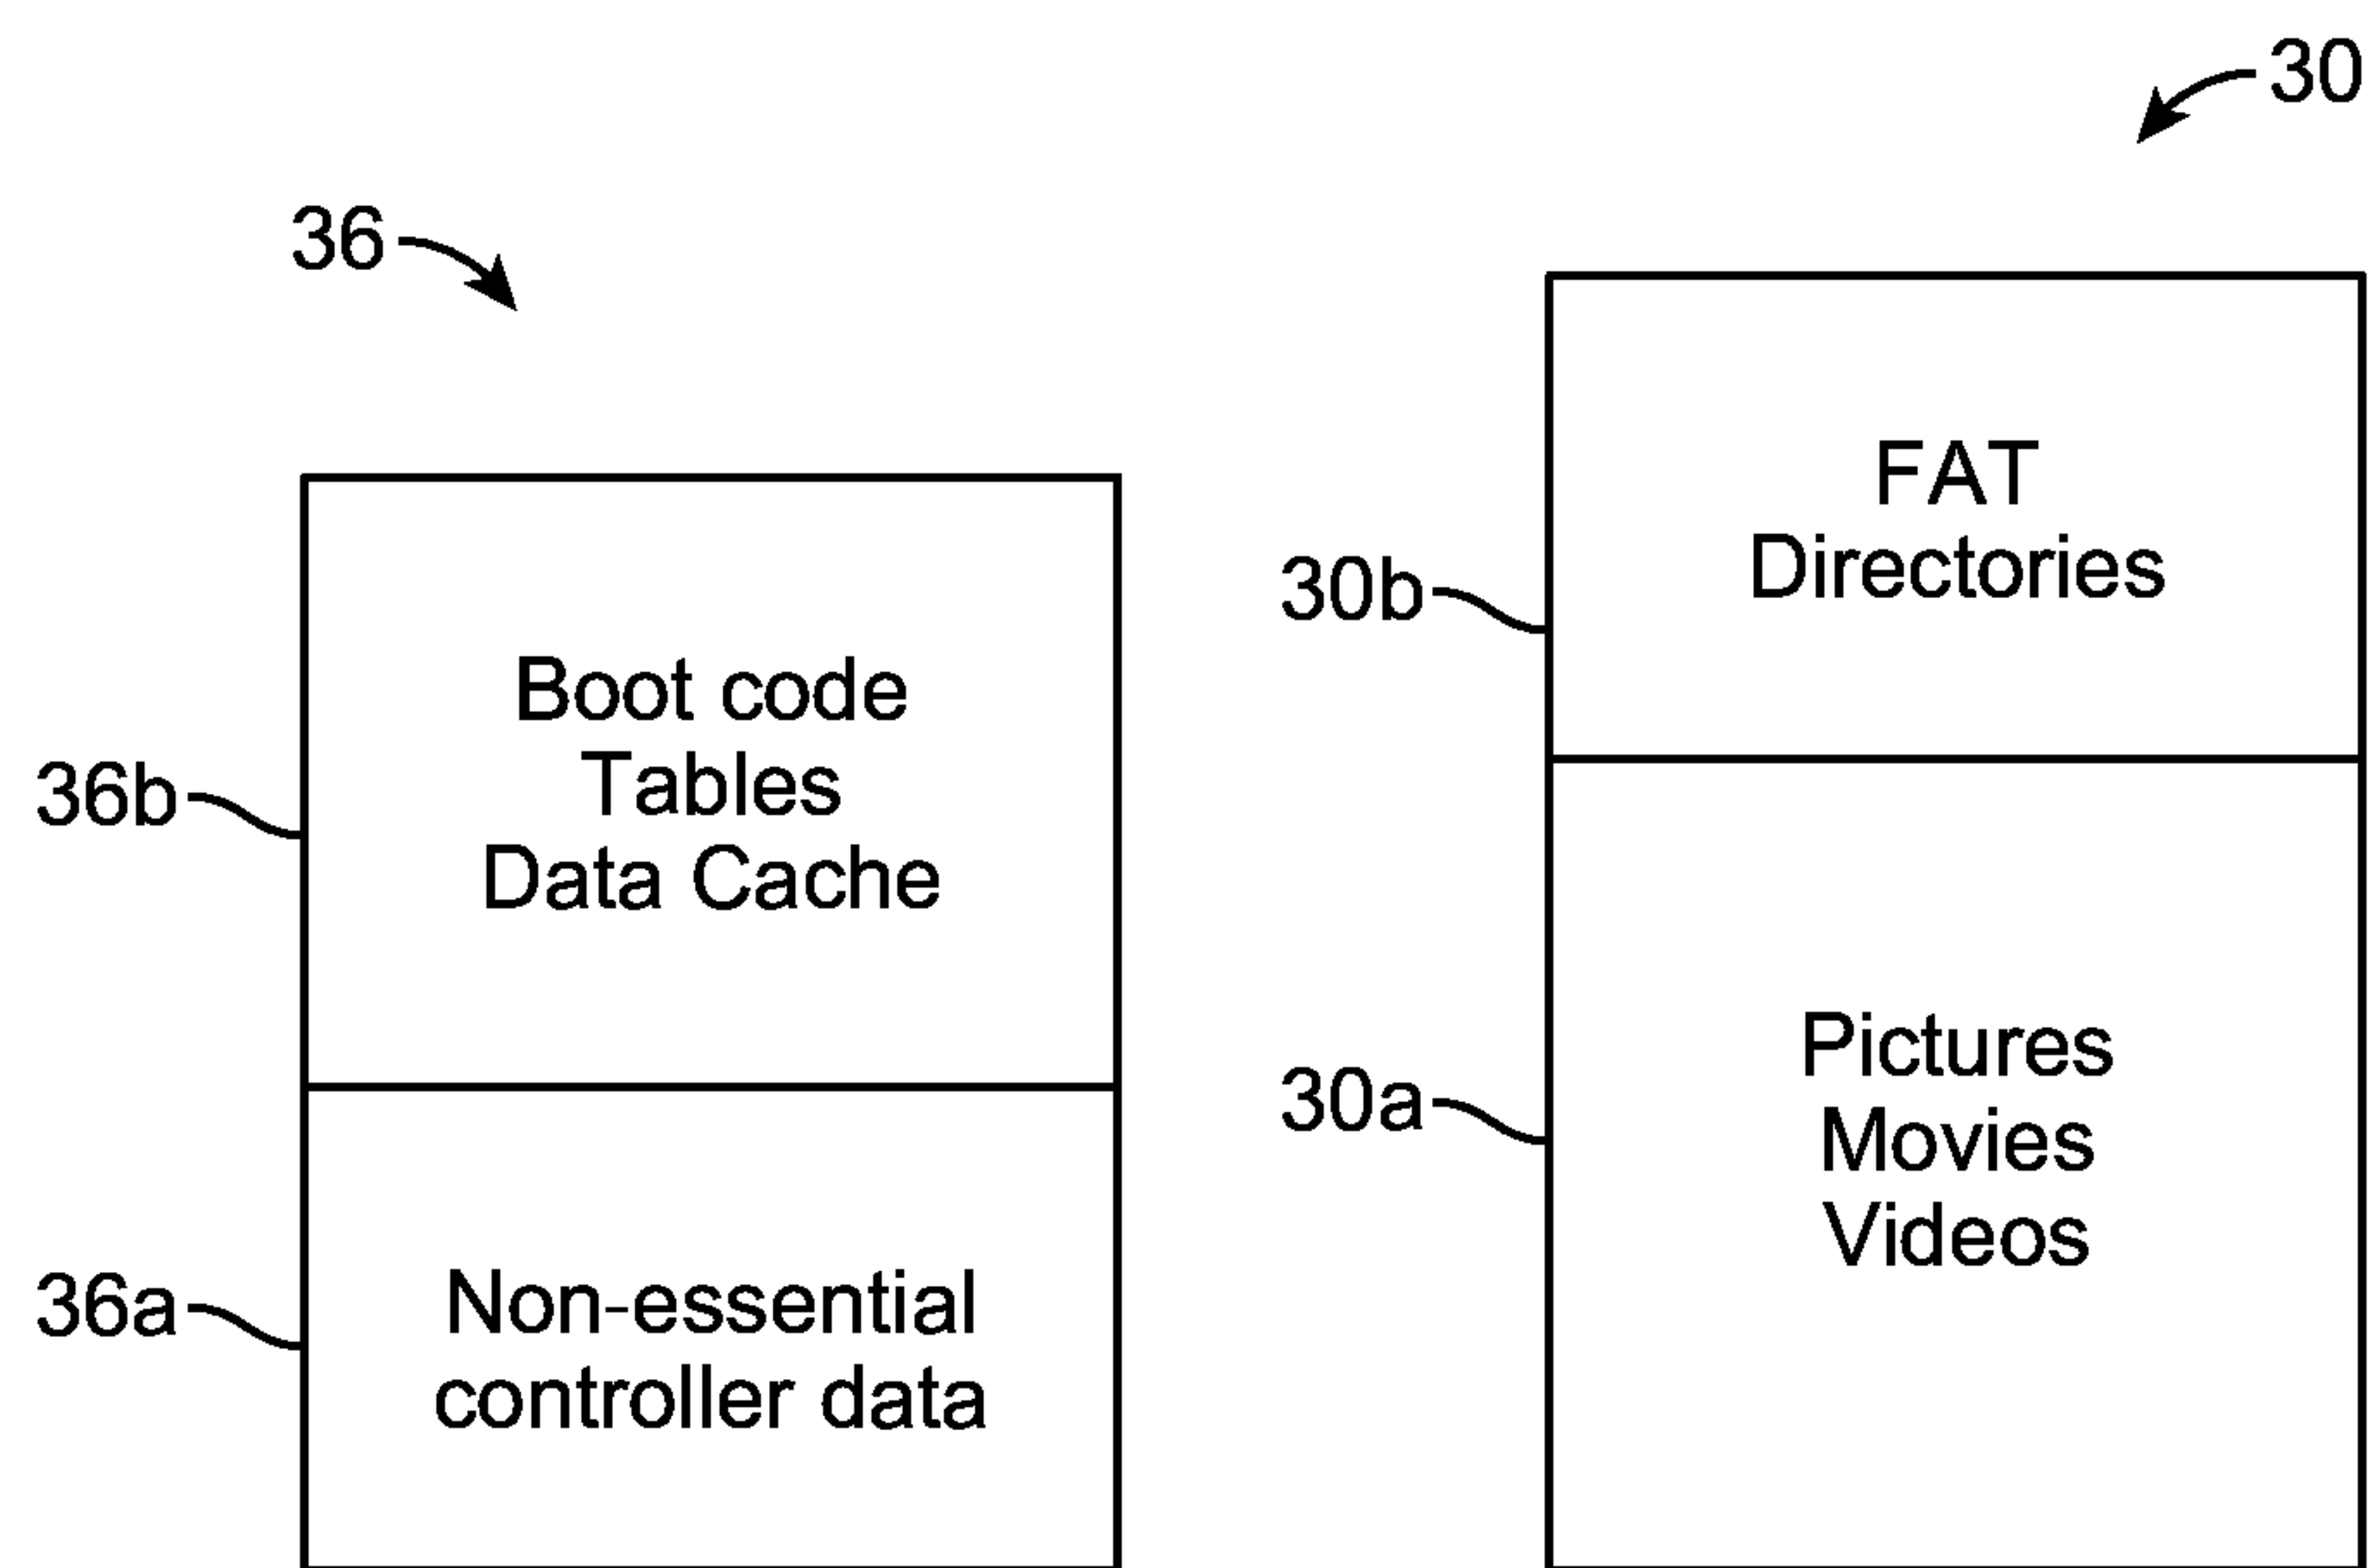 36
36b
Boot code
Tables
Data Cache
36a
Non-essential
controller data
30
30b
FAT
Directories
30a
Pictures
Movies
Videos